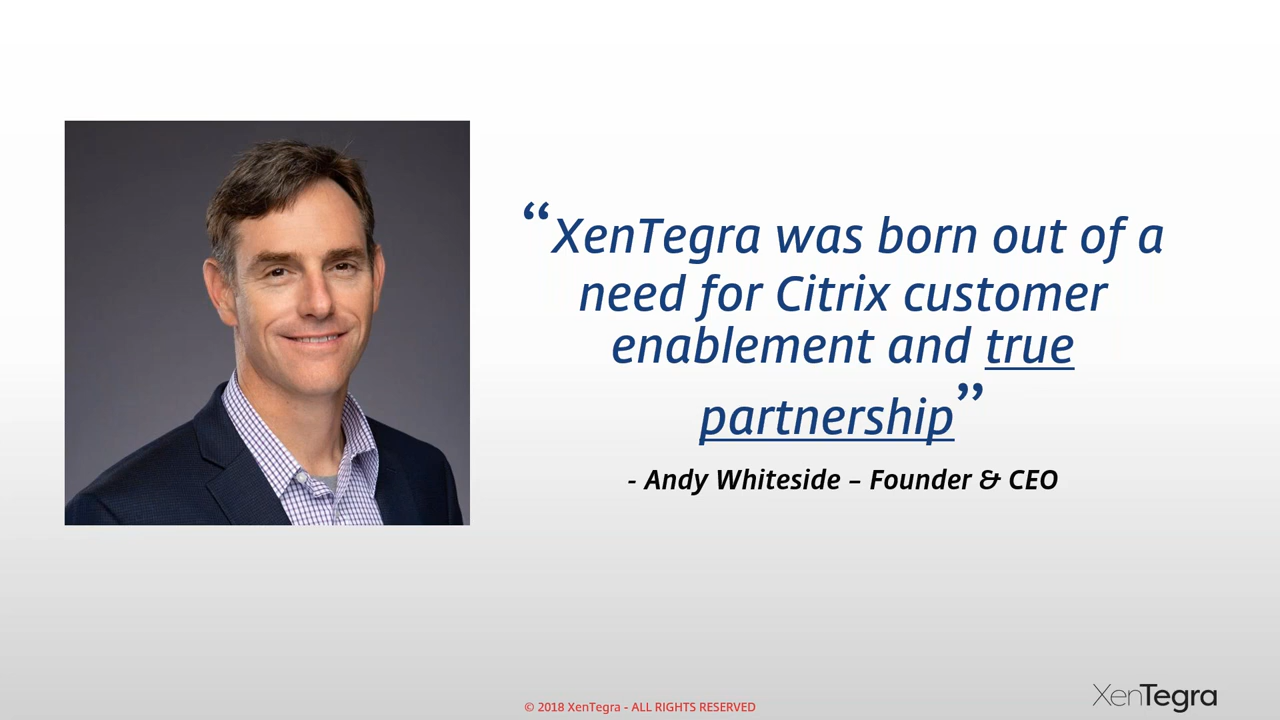 “XenTegra was born out of a
need for Citrix customer
enablement and true
partnership”
- Andy Whiteside – Founder & CEO
© 2018 XenTegra - ALL RIGHTS RESERVED
XenTegra